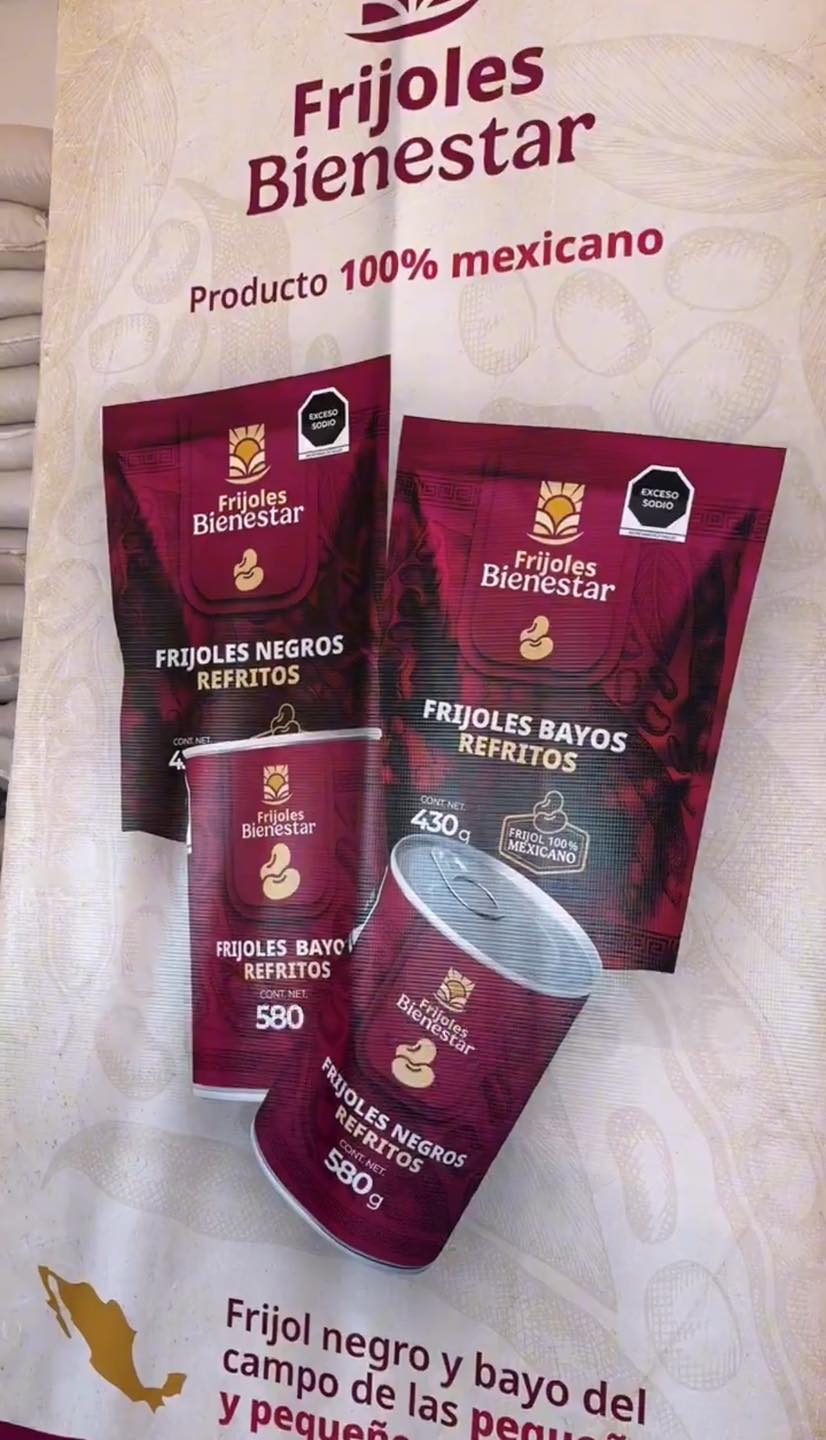 Frijoles
Bienestar
Producto 100% mexicano
EXCESO
SODIO
Frijoles
Bienestar
FRIJOLES NEGROS
REFRITOS
CONT. NET.
EXCESO
SODIO
Frijoles
Bienestar
FRIJOLES BAYOS
REFRITOS
CONT. NET.
430g
FRIJOL 100%
MEXICANO
Frijoles
Bienestar
FRIJOLES BAYO
REFRITOS
CONT. NET.
580
Frijoles
Bienestar
FRIJOLES NEGROS
REFRITOS
CONT. NET.
580g
Frijol negro y bayo del
campo de las
y